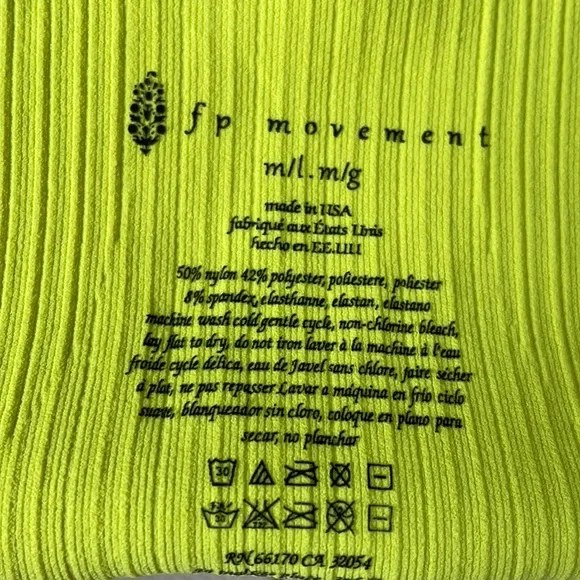 fp movement
m/l . m/g
made in USA
fabriqué aux États Unis
hecho en EE.UU
50% nylon 42% polyester, poliestere, poliester
8% spandex, elasthanne, elastan, elastano
machine wash cold gentle cycle, non-chlorine bleach,
lay flat to dry, do not iron laver à la machine à l'eau
froide cycle délica, eau de Javel sans chlore, faire sécher
à plat, ne pas repasser Lavar a máquina en frío ciclo
suave, blanqueador sin cloro, coloque en plano para
secar, no planchar
30
30
RN 66170 CA 32054